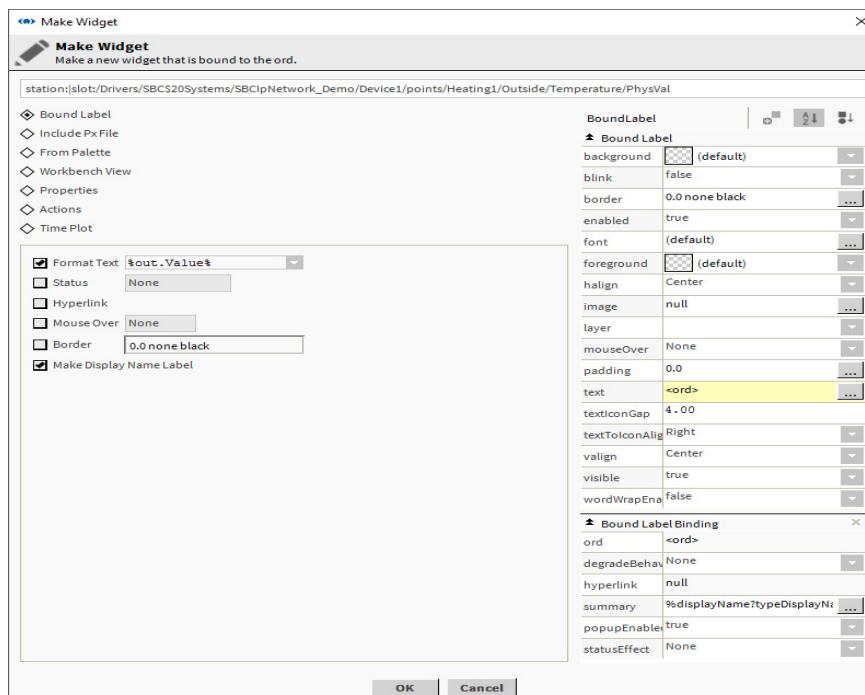 Make Widget
Make Widget
Make a new widget that is bound to the ord.
station:|slot:/Drivers/SBC$20Systems/SBCIpNetwork_Demo/Device1/points/Heating1/Outside/Temperature/PhysVal
Bound Label
Include Px File
From Palette
Workbench View
Properties
Actions
Time Plot
Format Text %out.Value%
Status None
Hyperlink
Mouse Over None
Border 0.0 none black
Make Display Name Label
BoundLabel
Bound Label
background (default)
blink false
border 0.0 none black ...
enabled true
font (default) ...
foreground (default)
halign Center
image null ...
layer
mouseOver None
padding 0.0 ...
text <ord> ...
textIconGap 4.00
textToIconAlig Right
valign Center
visible true
wordWrapEna false
Bound Label Binding
ord <ord>
degradeBehav None
hyperlink null
summary %displayName?typeDisplayNa ...
popupEnabled true
statusEffect None
OK Cancel